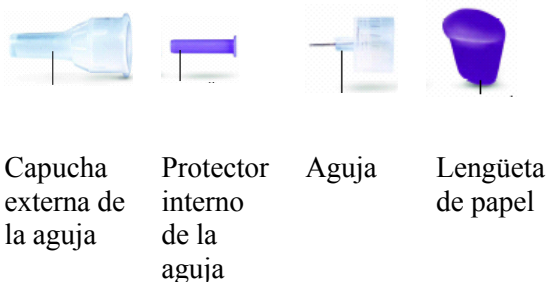 Capucha
externa de
la aguja
Protector
interno
de la
aguja
Aguja
Lengüeta
de papel